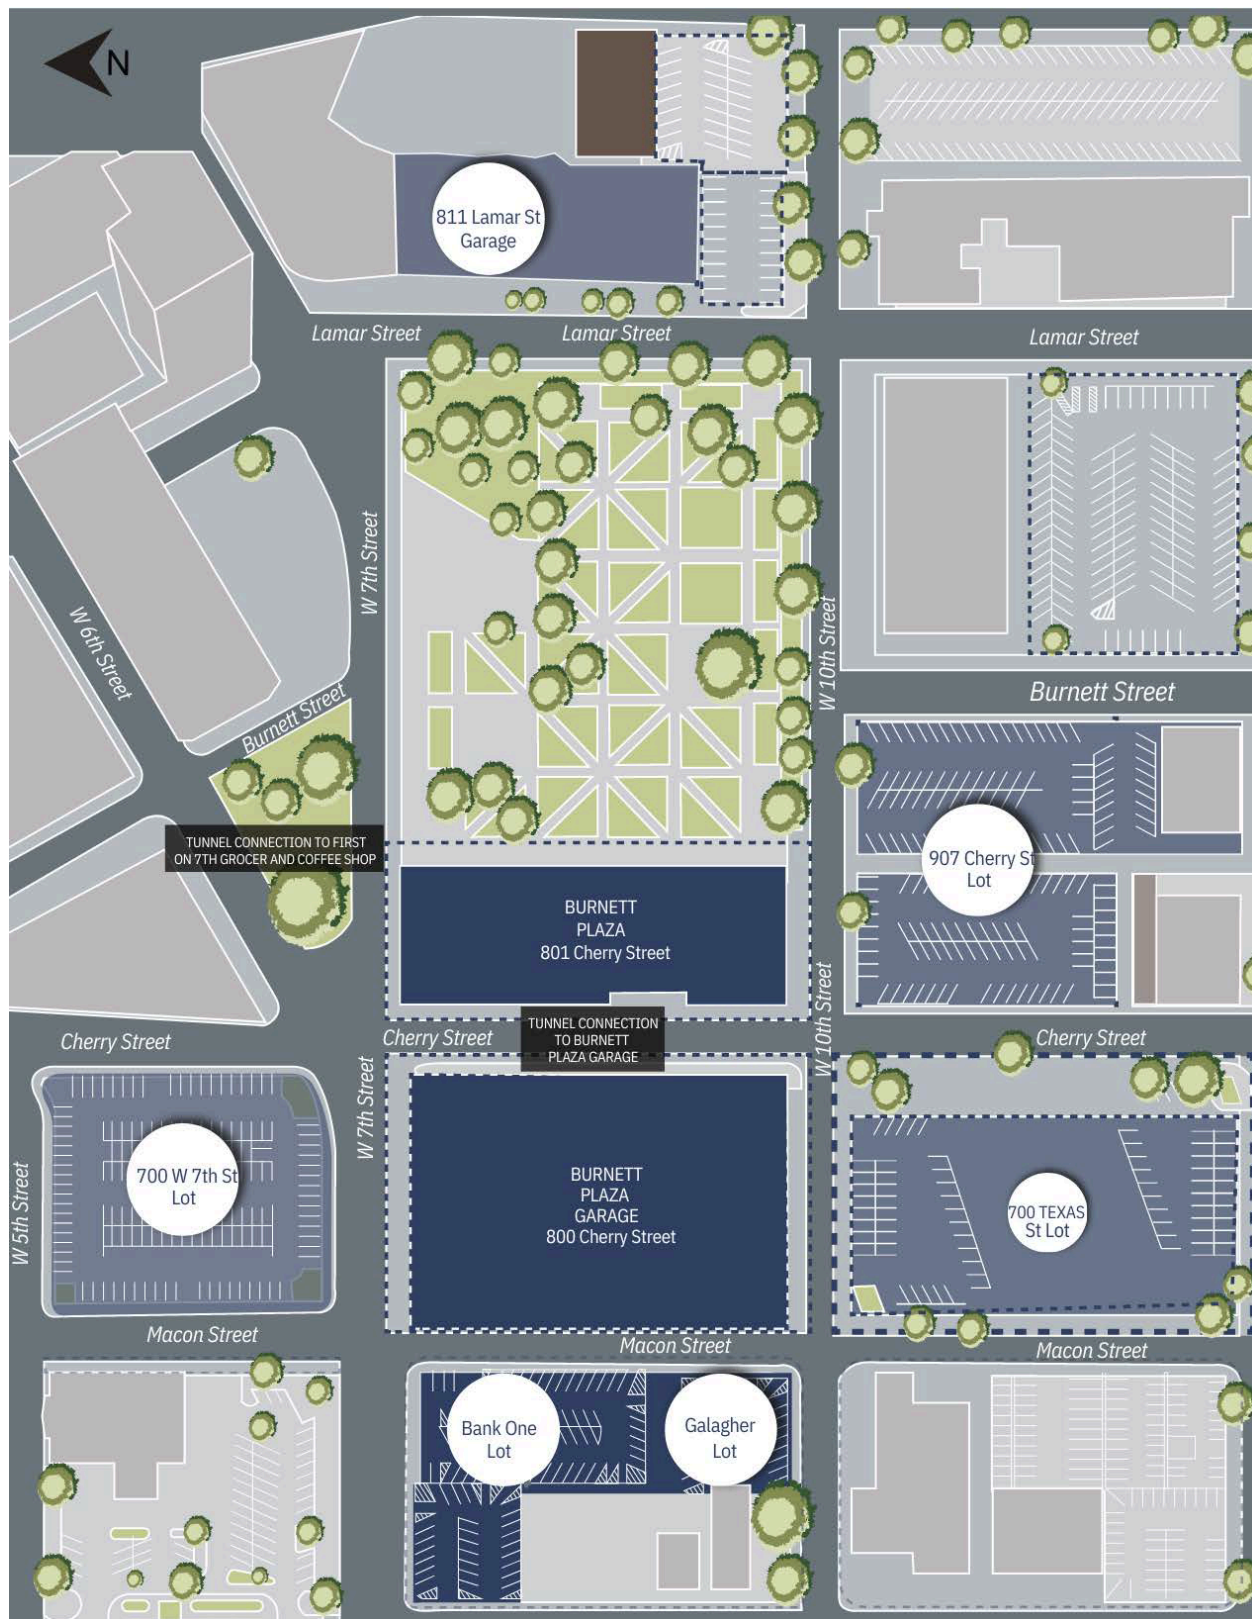 N
811 Lamar St
Garage
Lamar Street
Lamar Street
Lamar Street
W 7th Street
W 6th Street
W 10th Street
Burnett Street
Burnett Street
TUNNEL CONNECTION TO FIRST
ON 7TH GROCER AND COFFEE SHOP
907 Cherry St
Lot
BURNETT
PLAZA
801 Cherry Street
W 10th Street
TUNNEL CONNECTION
TO BURNETT
PLAZA GARAGE
Cherry Street
Cherry Street
Cherry Street
W 7th Street
W 5th Street
700 W 7th St
Lot
BURNETT
PLAZA
GARAGE
800 Cherry Street
700 TEXAS
St Lot
Macon Street
Macon Street
Macon Street
Bank One
Lot
Galagher
Lot